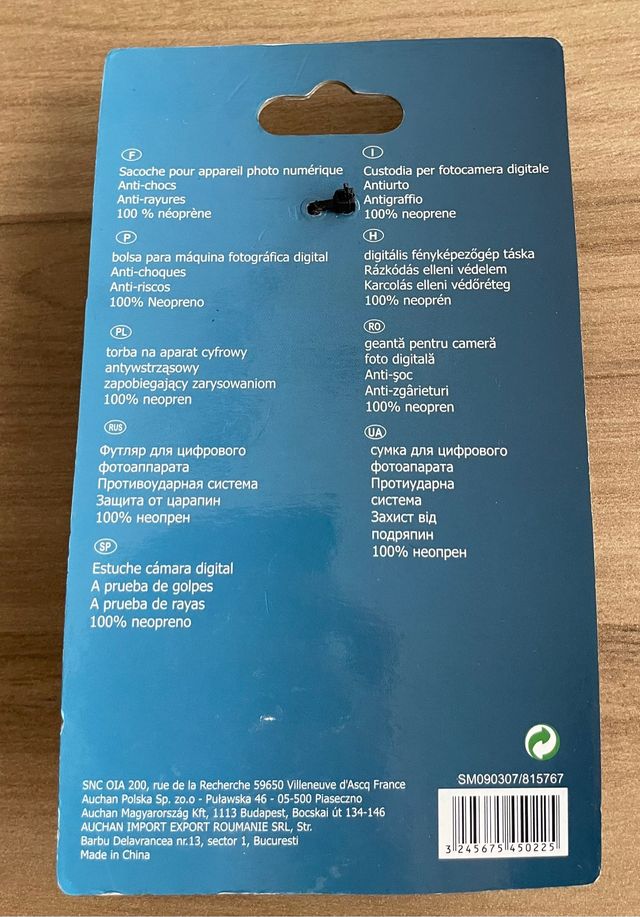 F
Sacoche pour appareil photo numérique
Anti-chocs
Anti-rayures
100 % néoprène
P
bolsa para máquina fotográfica digital
Anti-choques
Anti-riscos
100% Neopreno
PL
torba na aparat cyfrowy
antywstrząsowy
zapobiegający zarysowaniom
100% neopren
RUS
Футляр для цифрового
фотоаппарата
Противоударная система
Защита от царапин
100% неопрен
SP
Estuche cámara digital
A prueba de golpes
A prueba de rayas
100% neopreno
I
Custodia per fotocamera digitale
Antiurto
Antigraffio
100% neoprene
H
digitális fényképezőgép táska
Rázkódás elleni védelem
Karcolás elleni védőréteg
100% neoprén
RO
geantă pentru cameră
foto digitală
Anti-şoc
Anti-zgârieturi
100% neopren
UA
сумка для цифрового
фотоапарата
Протиударна
система
Захист від
подряпин
100% неопрен
SNC OIA 200, rue de la Recherche 59650 Villeneuve d'Ascq France
Auchan Polska Sp. zo.o - Puławska 46 - 05-500 Piaseczno
Auchan Magyarország Kft, 1113 Budapest, Bocskai út 134-146
AUCHAN IMPORT EXPORT ROUMANIE SRL, Str.
Barbu Delavrancea nr.13, sector 1, Bucuresti
Made in China
SM090307/815767
3 245675 450225